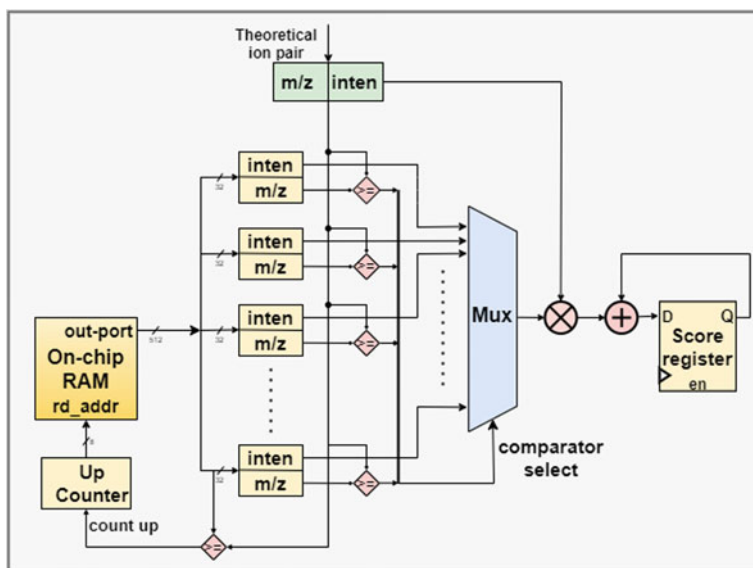 Theoretical
ion pair
m/z inten
inten
32
m/z
>=
inten
32
m/z
>=
inten
32
m/z
>=
out-port
512
On-chip
RAM
rd_addr
8
Up
Counter
count up
inten
32
m/z
>=
>=
Mux
comparator
select
D Q
Score
register
en